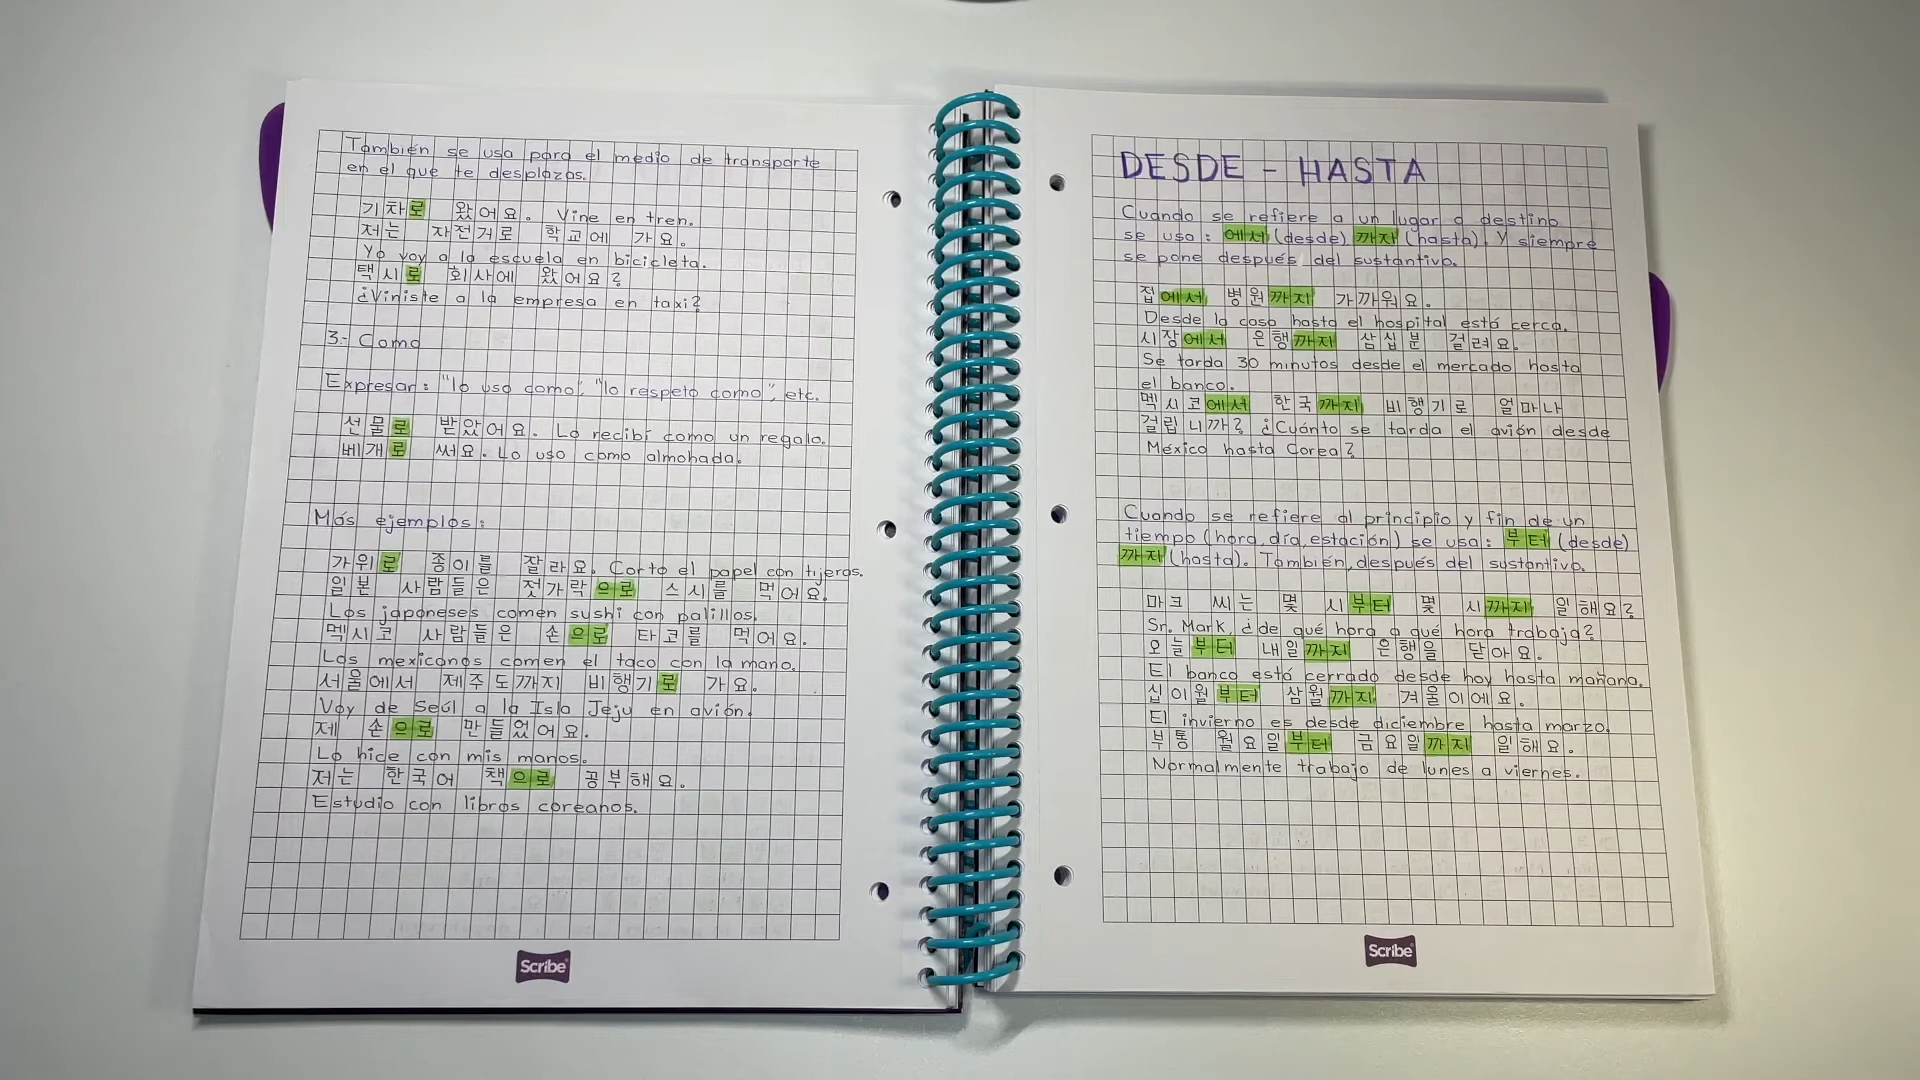 También se usa para el medio de transporte
en el que te desplazas.
기차로 왔어요. Vine en tren.
저는 자전거로 학교에 가요.
Yo voy a la escuela en bicicleta.
택시로 회사에 왔어요?
¿Viniste a la empresa en taxi?
3.- Como
Expresar: "lo uso como", "lo respeto como", etc.
선물로 받았어요. Lo recibí como un regalo.
베개로 써요. Lo uso como almohada.
Más ejemplos:
가위로 종이를 잘라요. Corto el papel con tijeras.
일본 사람들은 젓가락으로 스시를 먹어요.
Los japoneses comen sushi con palillos.
멕시코 사람들은 손으로 타코를 먹어요.
Los mexicanos comen el taco con la mano.
서울에서 제주도까지 비행기로 가요.
Voy de Seúl a la Isla Jeju en avión.
제 손으로 만들었어요.
Lo hice con mis manos.
저는 한국어 책으로 공부해요.
Estudio con libros coreanos.
Scribe
DESDE - HASTA
Cuando se refiere a un lugar o destino
se usa: 에서 (desde) 까지 (hasta). Y siempre
se pone después del sustantivo.
집에서 병원까지 가까워요.
Desde la casa hasta el hospital está cerca.
시장에서 은행까지 삼십분 걸려요.
Se tarda 30 minutos desde el mercado hasta
el banco.
멕시코에서 한국까지 비행기로 얼마나
걸립니까? ¿Cuánto se tarda el avión desde
México hasta Corea?
Cuando se refiere al principio y fin de un
tiempo (hora, día, estación) se usa: 부터 (desde)
까지 (hasta). También, después del sustantivo.
마크 씨는 몇 시부터 몇 시까지 일해요?
Sr. Mark, ¿de qué hora a qué hora trabaja?
오늘부터 내일까지 은행을 닫아요.
El banco está cerrado desde hoy hasta mañana.
십이월부터 삼월까지 겨울이에요.
El invierno es desde diciembre hasta marzo.
부통 월요일부터 금요일까지 일해요.
Normalmente trabajo de lunes a viernes.
Scribe